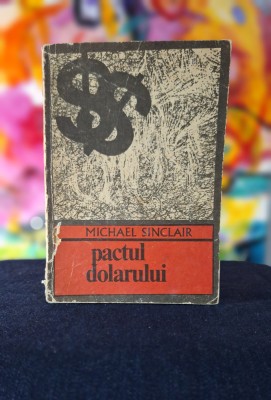 $$
MICHAEL SINCLAIR
pactul
dolarului